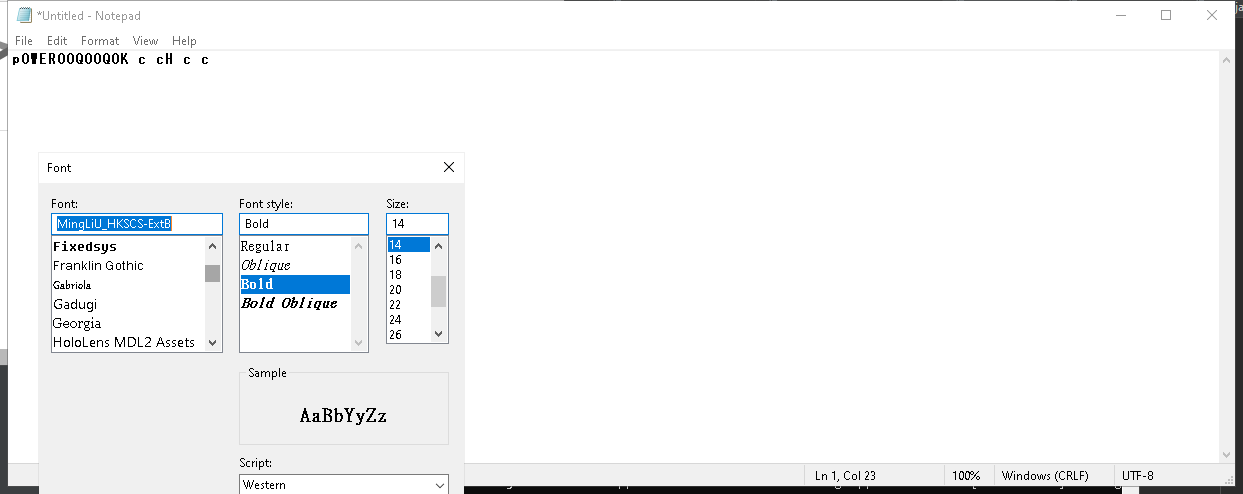 *Untitled - Notepad
File Edit Format View Help
pOWEROOQOOQOK c cH c c
Font
Font: Font style: Size:
MingLiU_HKSCS-ExtB Bold 14
Fixedsys Regular 14
Franklin Gothic Oblique 16
Gabriola Bold 18
Gadugi Bold Oblique 20
Georgia 22
HoloLens MDL2 Assets 24
26
Sample
AaBbYyZz
Script:
Western
Ln 1, Col 23 100% Windows (CRLF) UTF-8